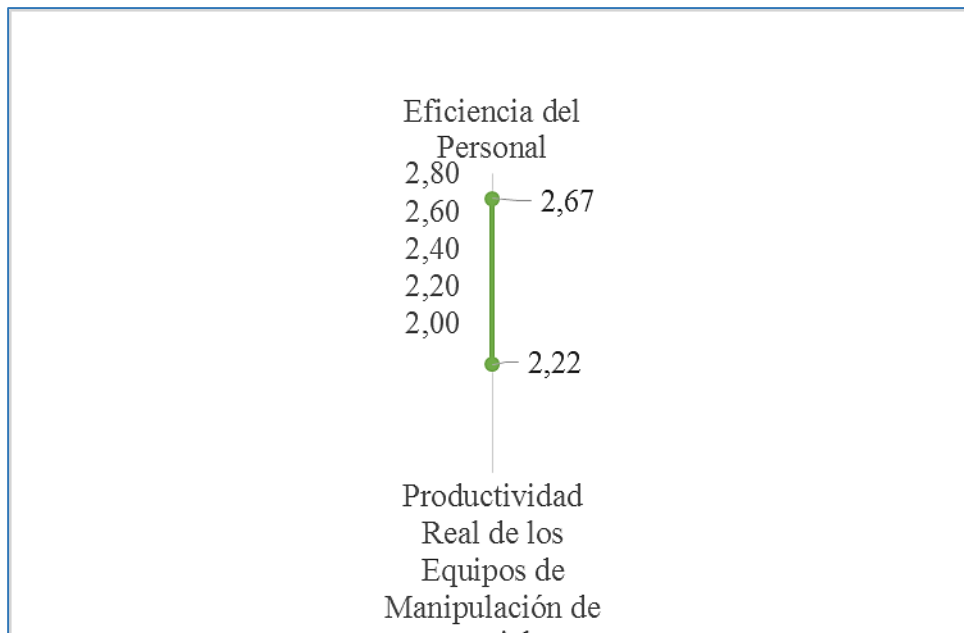 Eficiencia del
Personal
2,80
2,67
2,60
2,40
2,20
2,00
2,22
Productividad
Real de los
Equipos de
Manipulación de